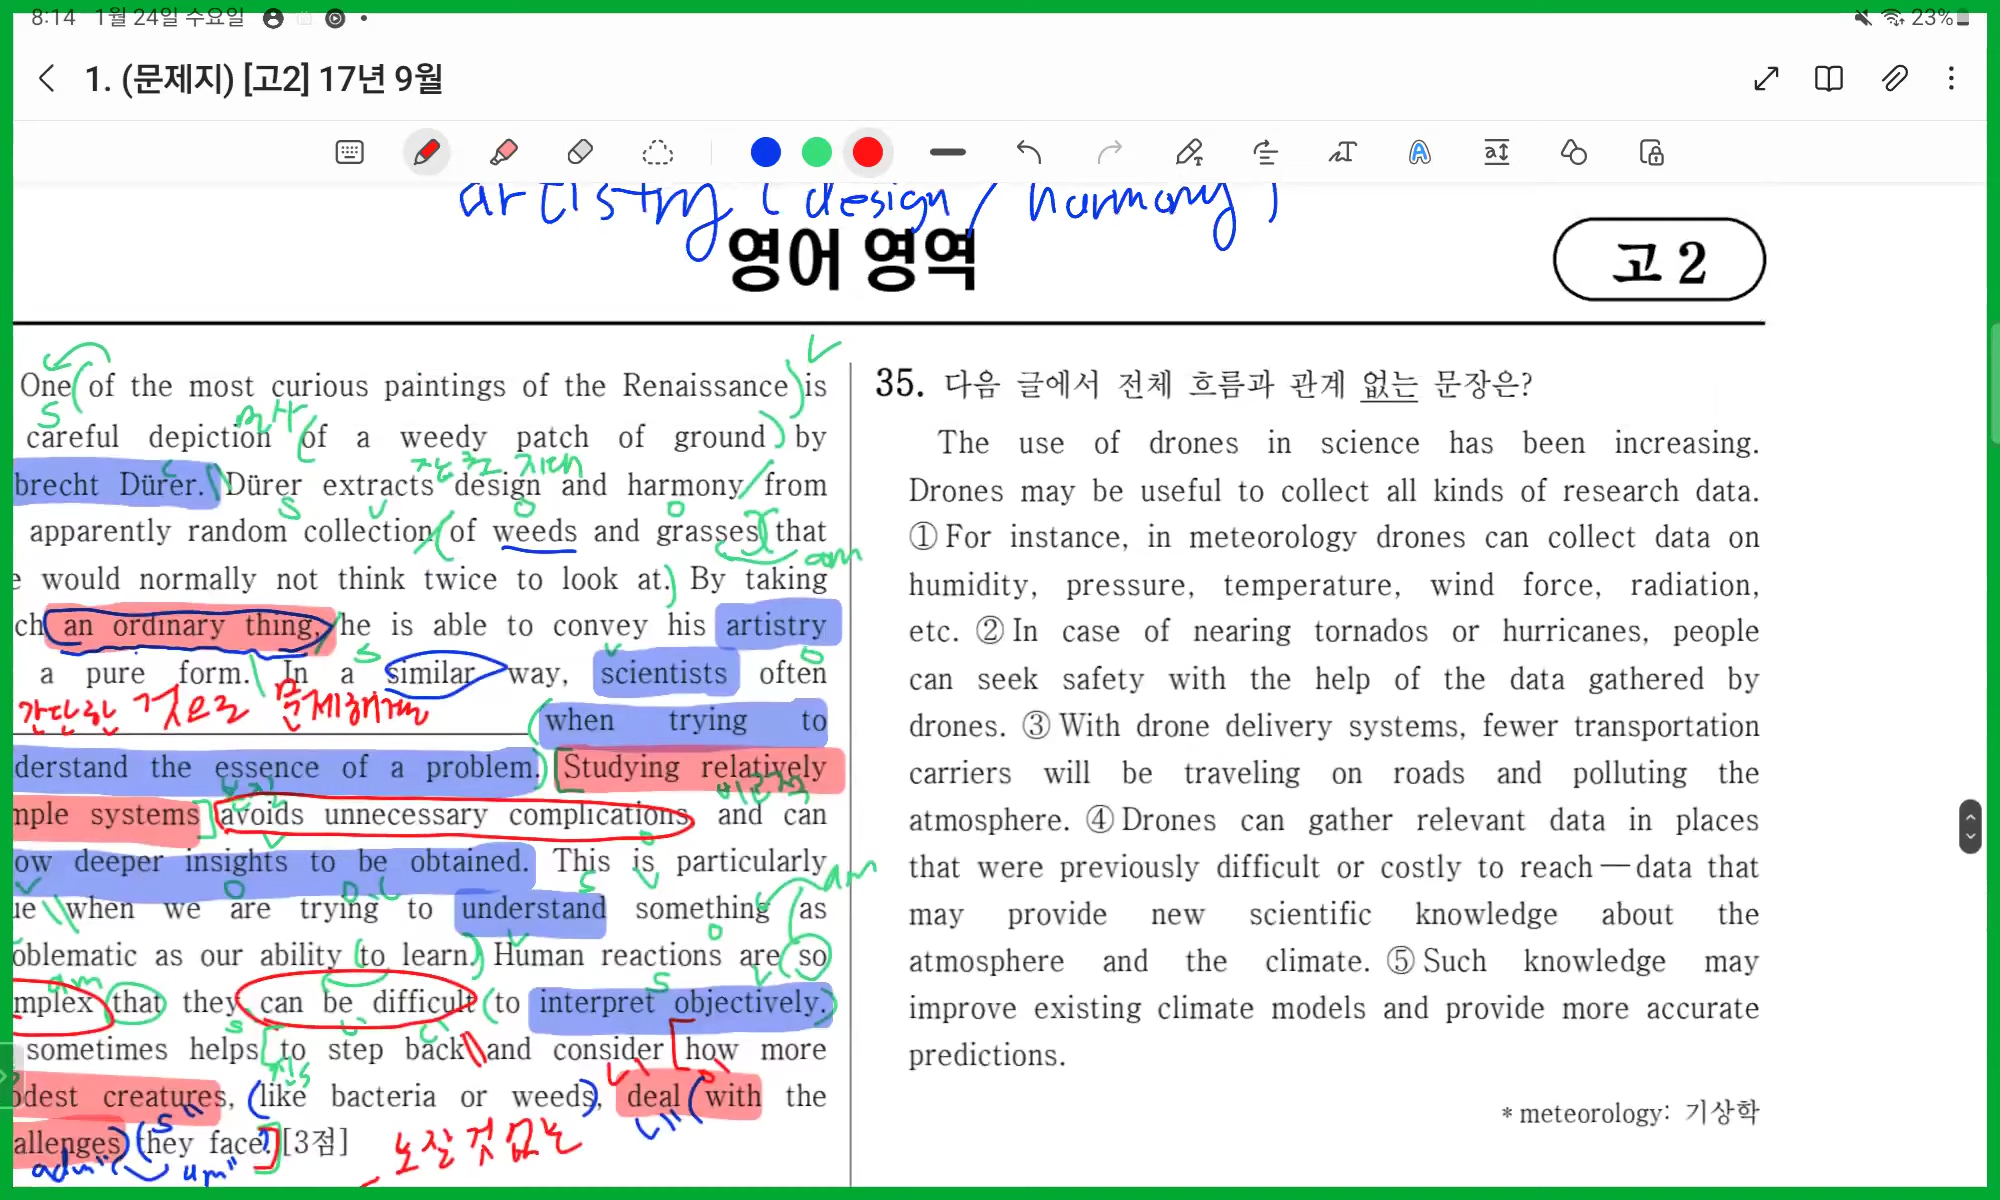 8:14 1월 24일 수요일
23%
1. (문제지) [고2] 17년 9월
artistry (design / harmony)
영어 영역
고 2
One of the most curious paintings of the Renaissance is
careful depiction of a weedy patch of ground by
잡초 지대
brecht Dürer. Dürer extracts design and harmony from
apparently random collection of weeds and grasses that
e would normally not think twice to look at. By taking
ch an ordinary thing, he is able to convey his artistry
a pure form. In a similar way, scientists often
간단한 것으로 문제해결
when trying to
derstand the essence of a problem. Studying relatively
본질
mple systems avoids unnecessary complications and can
ow deeper insights to be obtained. This is particularly
ue when we are trying to understand something as
oblematic as our ability to learn. Human reactions are so
mplex that they can be difficult to interpret objectively.
sometimes helps to step back and consider how more
odest creatures, like bacteria or weeds, deal with the
allenges they face. [3점]
보잘 것 없는
35. 다음 글에서 전체 흐름과 관계 없는 문장은?
The use of drones in science has been increasing.
Drones may be useful to collect all kinds of research data.
① For instance, in meteorology drones can collect data on
humidity, pressure, temperature, wind force, radiation,
etc. ② In case of nearing tornados or hurricanes, people
can seek safety with the help of the data gathered by
drones. ③ With drone delivery systems, fewer transportation
carriers will be traveling on roads and polluting the
atmosphere. ④ Drones can gather relevant data in places
that were previously difficult or costly to reach—data that
may provide new scientific knowledge about the
atmosphere and the climate. ⑤ Such knowledge may
improve existing climate models and provide more accurate
predictions.
* meteorology: 기상학